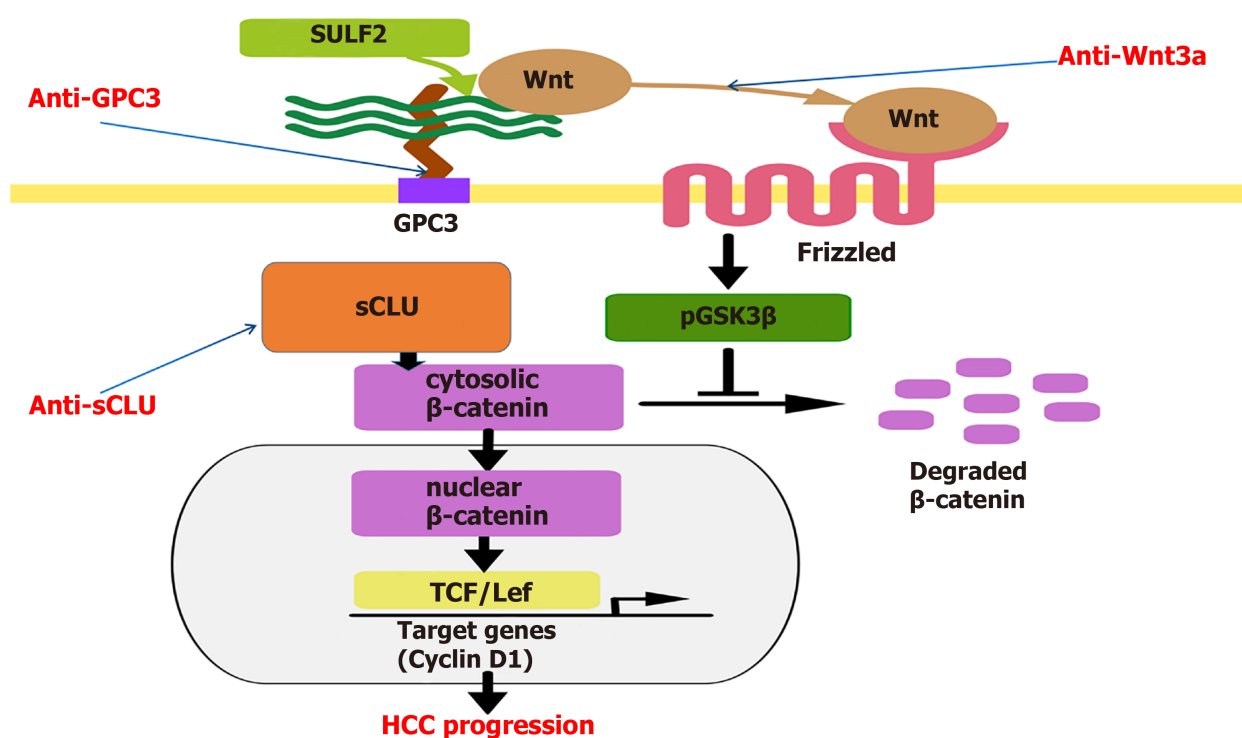 SULF2
Wnt
Anti-Wnt3a
Anti-GPC3
Wnt
GPC3
Frizzled
sCLU
pGSK3β
cytosolic
β-catenin
Anti-sCLU
Degraded
β-catenin
nuclear
β-catenin
TCF/Lef
Target genes
(Cyclin D1)
HCC progression